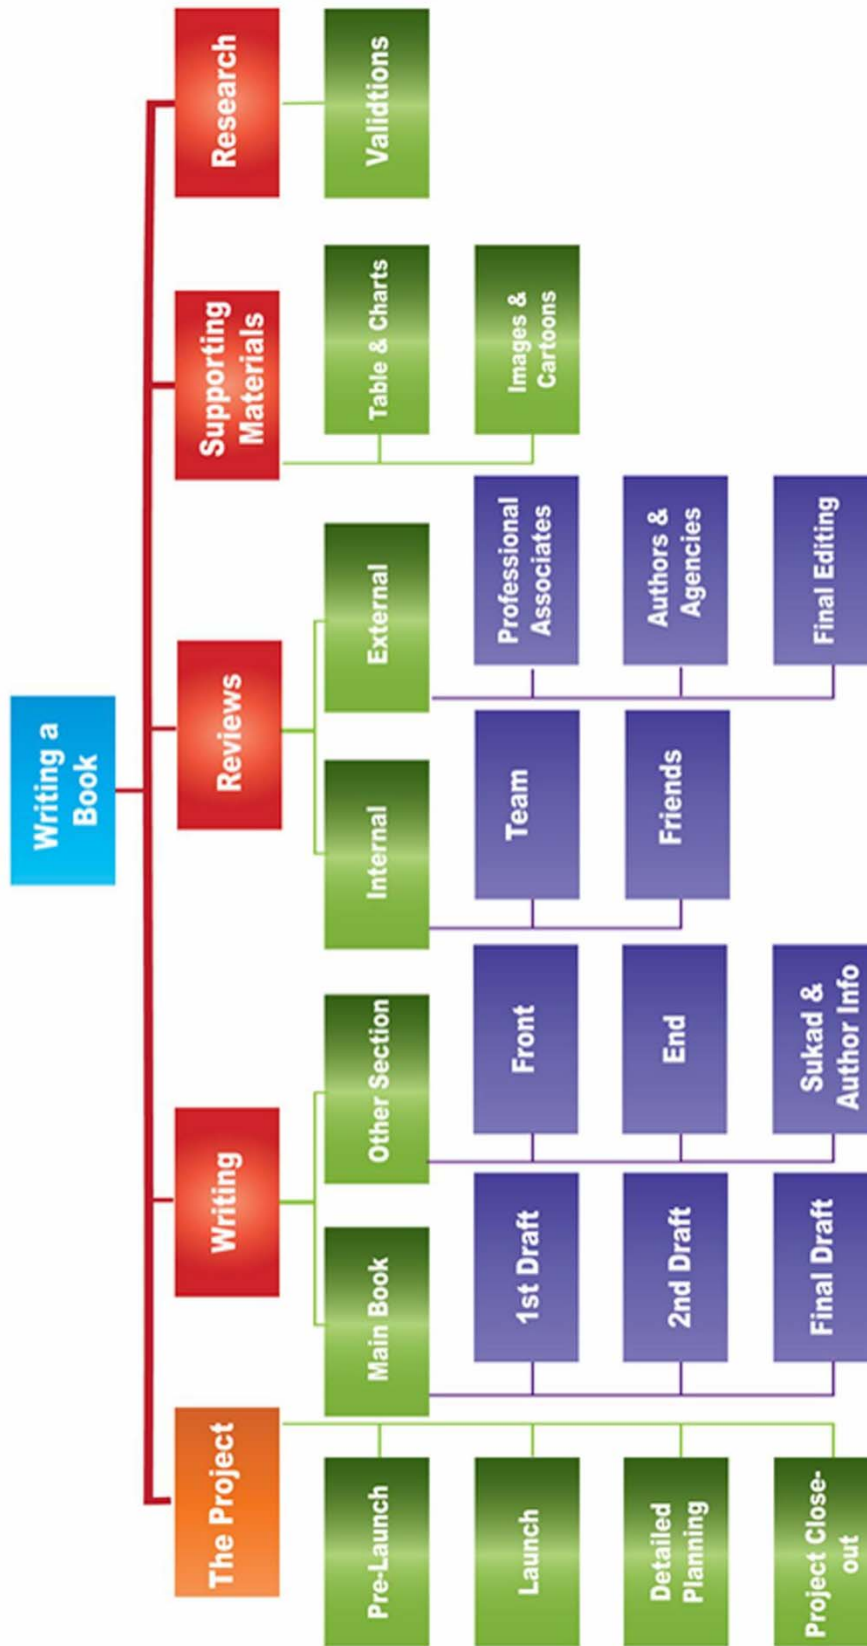 Writing a
Book
The Project
Writing
Reviews
Supporting
Materials
Research
Pre-Launch
Launch
Detailed
Planning
Project Close-
out
Main Book
1st Draft
2nd Draft
Final Draft
Other Section
Front
End
Sukad &
Author Info
Internal
Team
Friends
External
Professional
Associates
Authors &
Agencies
Final Editing
Table & Charts
Images &
Cartoons
Validtions